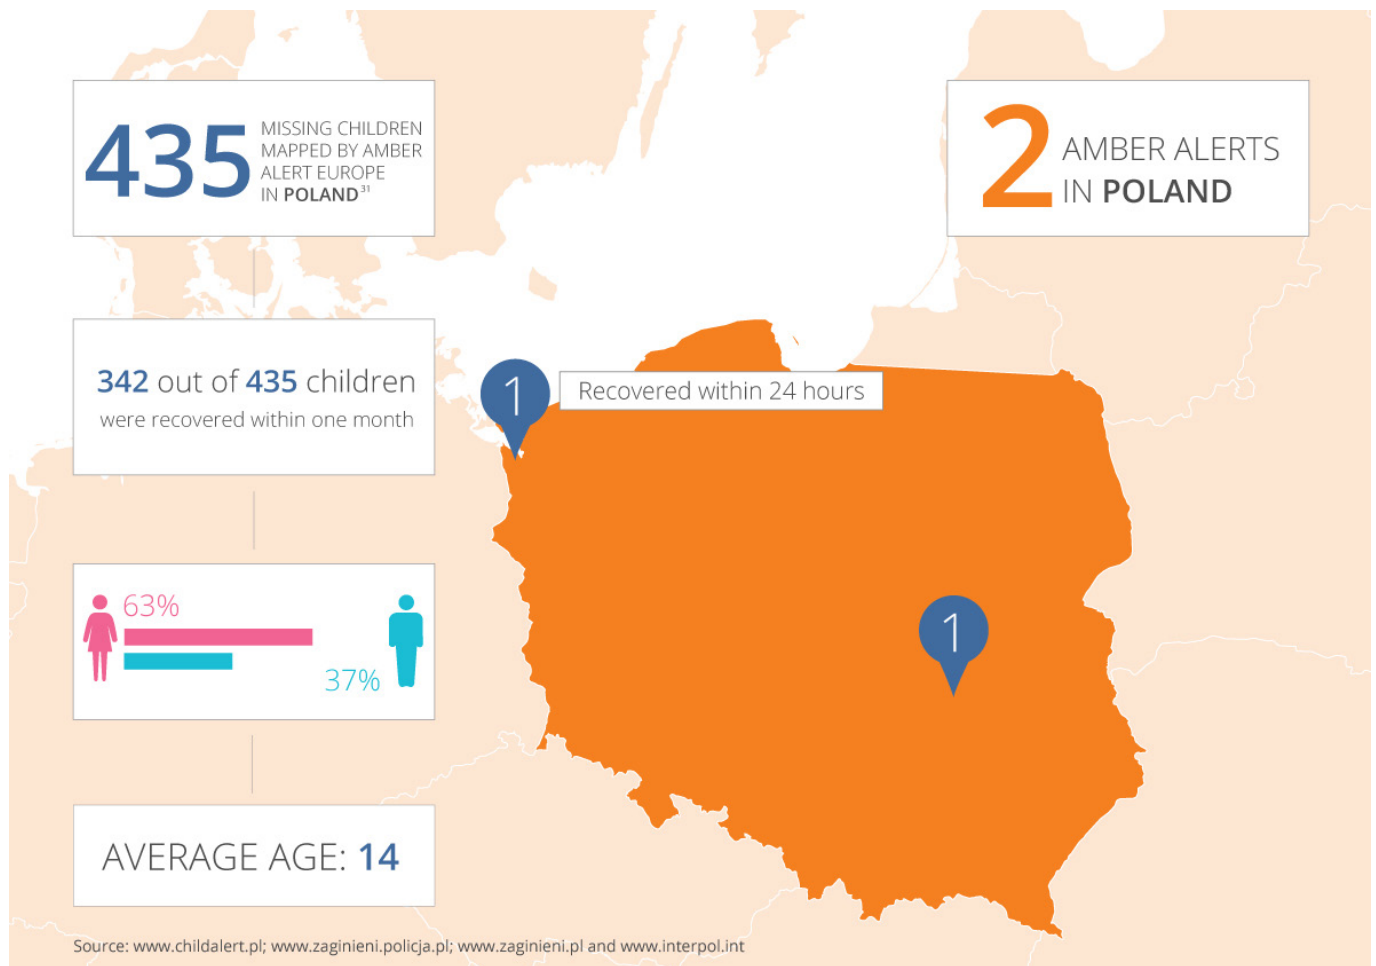 435
MISSING CHILDREN
MAPPED BY AMBER
ALERT EUROPE
IN POLAND31
2
AMBER ALERTS
IN POLAND
342 out of 435 children
were recovered within one month
1
Recovered within 24 hours
63%
37%
1
AVERAGE AGE: 14
Source: www.childalert.pl; www.zaginieni.policja.pl; www.zaginieni.pl and www.interpol.int